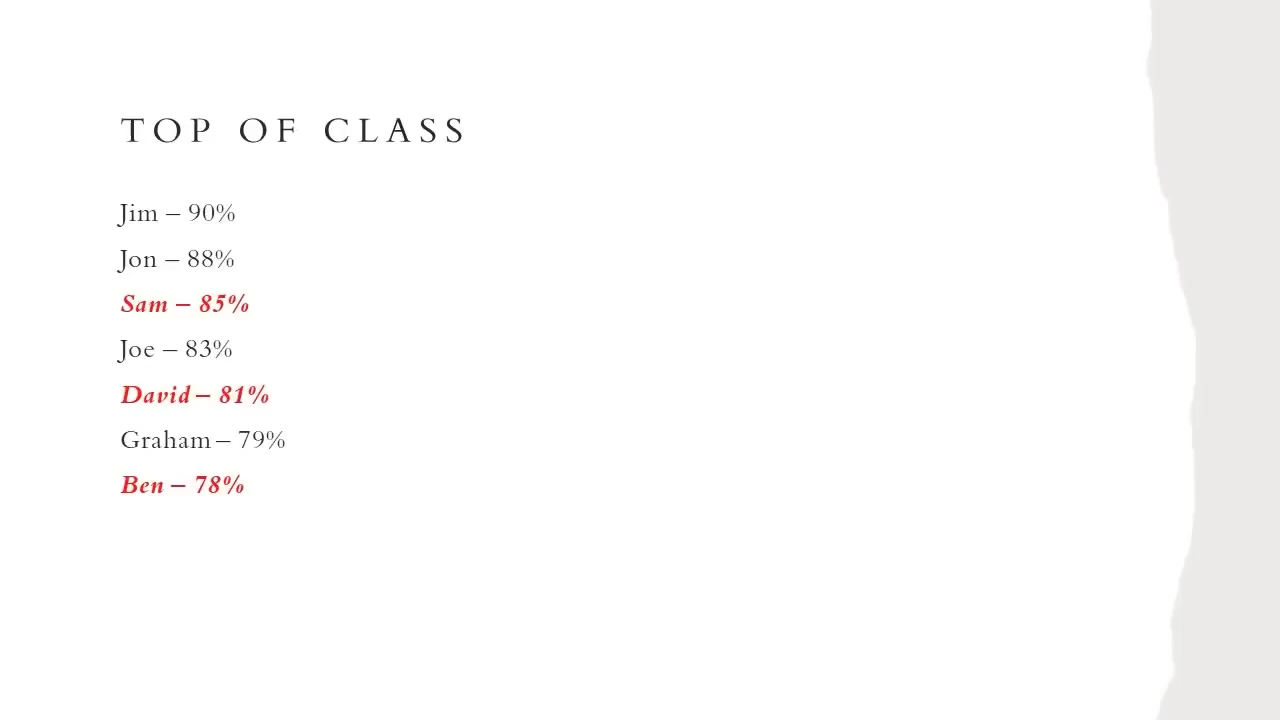 TOP OF CLASS
Jim – 90%
Jon – 88%
Sam – 85%
Joe – 83%
David – 81%
Graham – 79%
Ben – 78%